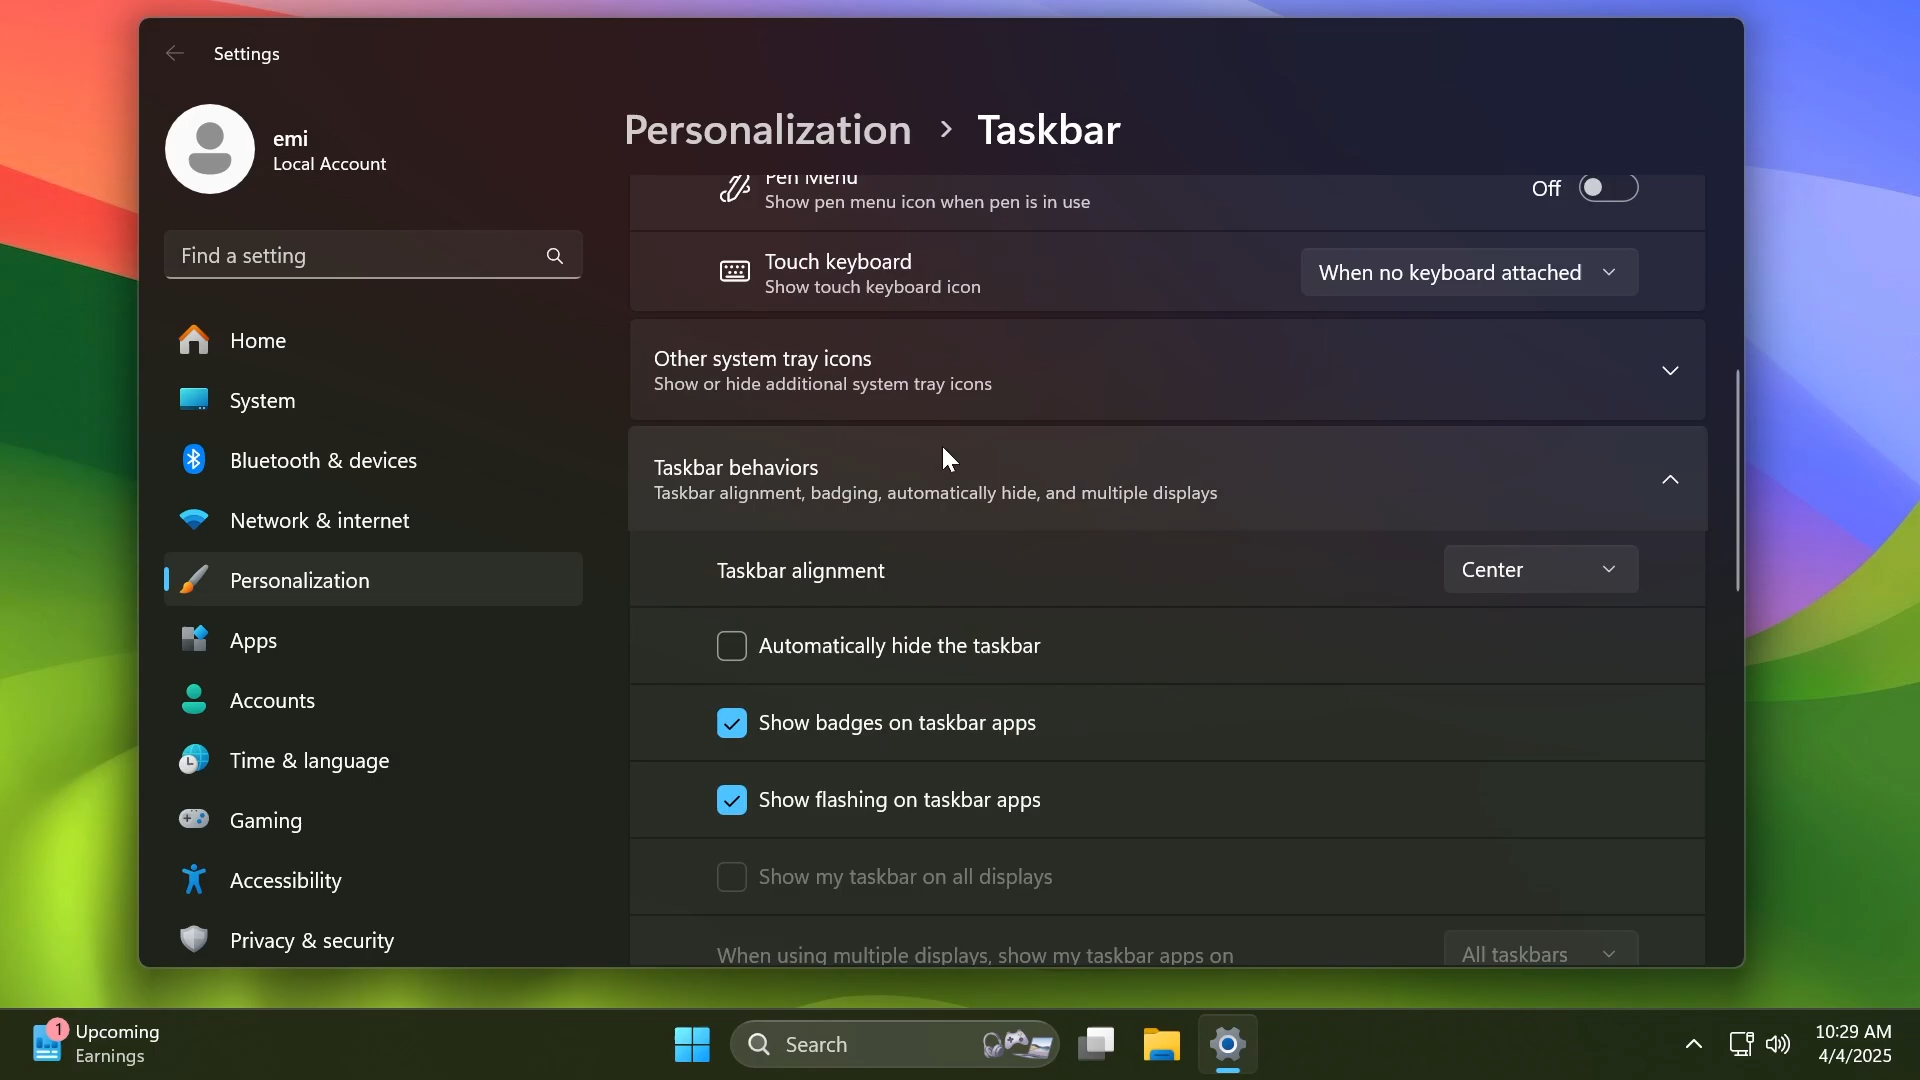 Settings
emi
Local Account
Find a setting
Home
System
Bluetooth & devices
Network & internet
Personalization
Apps
Accounts
Time & language
Gaming
Accessibility
Privacy & security
Personalization > Taskbar
Pen Menu
Show pen menu icon when pen is in use
Off
Touch keyboard
Show touch keyboard icon
When no keyboard attached
Other system tray icons
Show or hide additional system tray icons
Taskbar behaviors
Taskbar alignment, badging, automatically hide, and multiple displays
Taskbar alignment
Center
Automatically hide the taskbar
Show badges on taskbar apps
Show flashing on taskbar apps
Show my taskbar on all displays
When using multiple displays, show my taskbar apps on
All taskbars
1
Upcoming
Earnings
Search
10:29 AM
4/4/2025